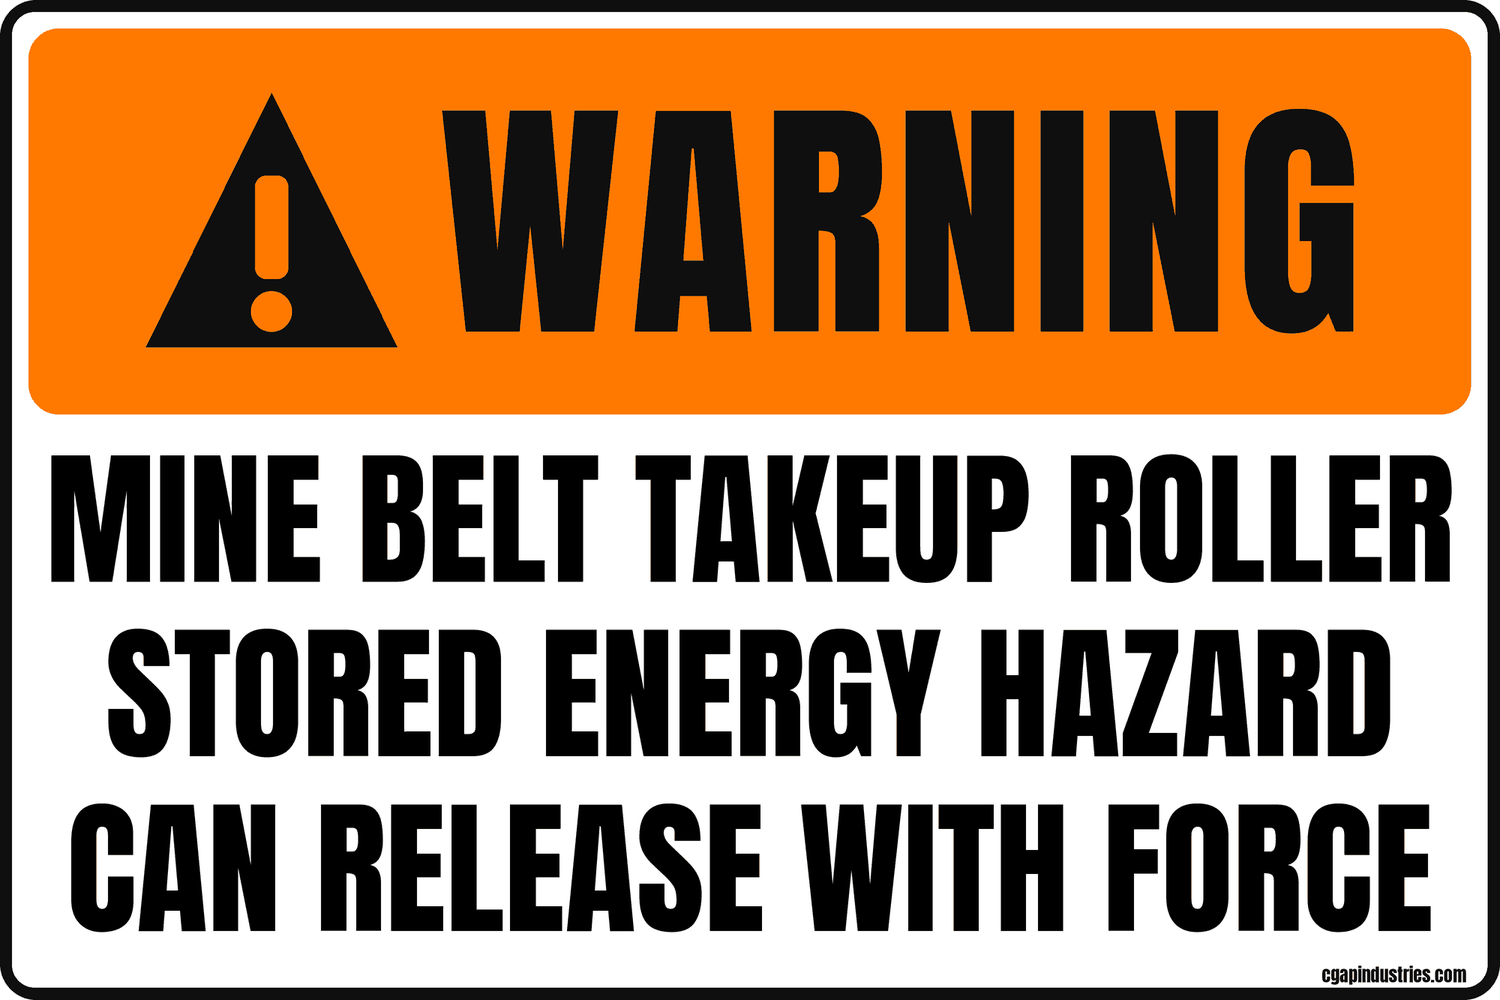 WARNING
MINE BELT TAKEUP ROLLER
STORED ENERGY HAZARD
CAN RELEASE WITH FORCE
cgapindustries.com